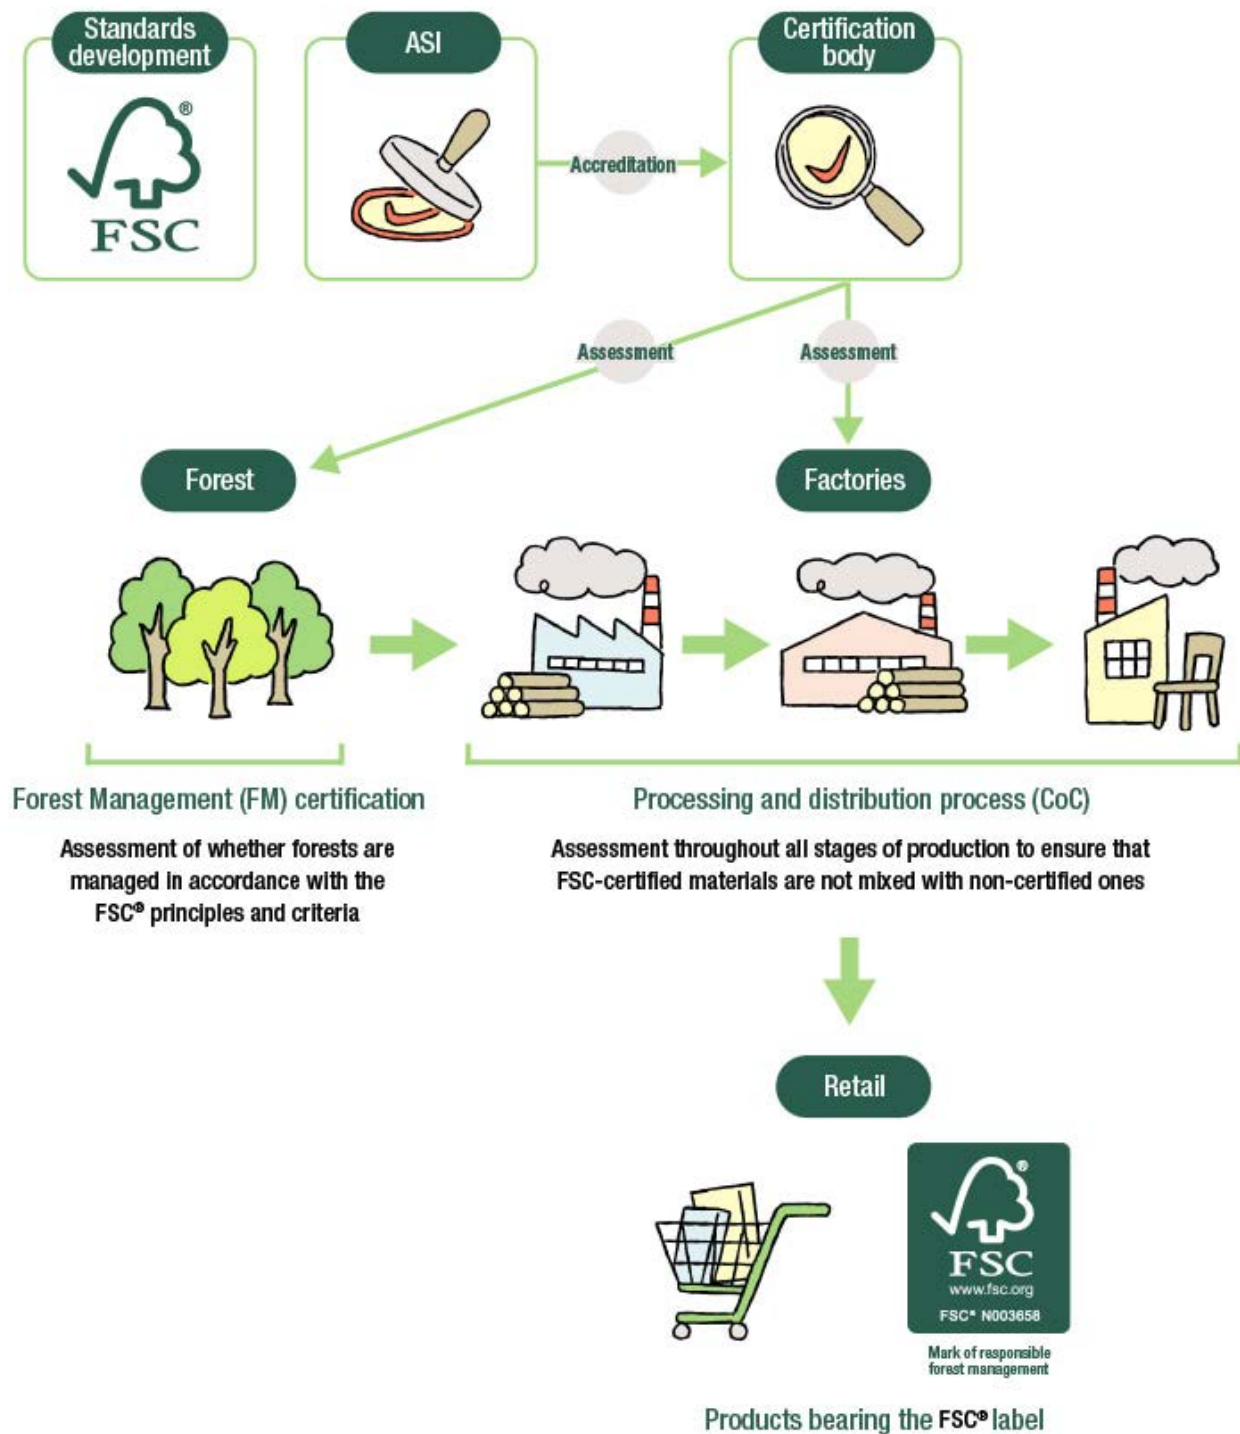 Standards
development
ASI
Certification
body
®
FSC
Accreditation
Assessment
Assessment
Forest
Factories
Forest Management (FM) certification
Processing and distribution process (CoC)
Assessment of whether forests are
managed in accordance with the
FSC® principles and criteria
Assessment throughout all stages of production to ensure that
FSC-certified materials are not mixed with non-certified ones
Retail
®
FSC
www.fsc.org
FSC® N003658
Mark of responsible
forest management
Products bearing the FSC® label